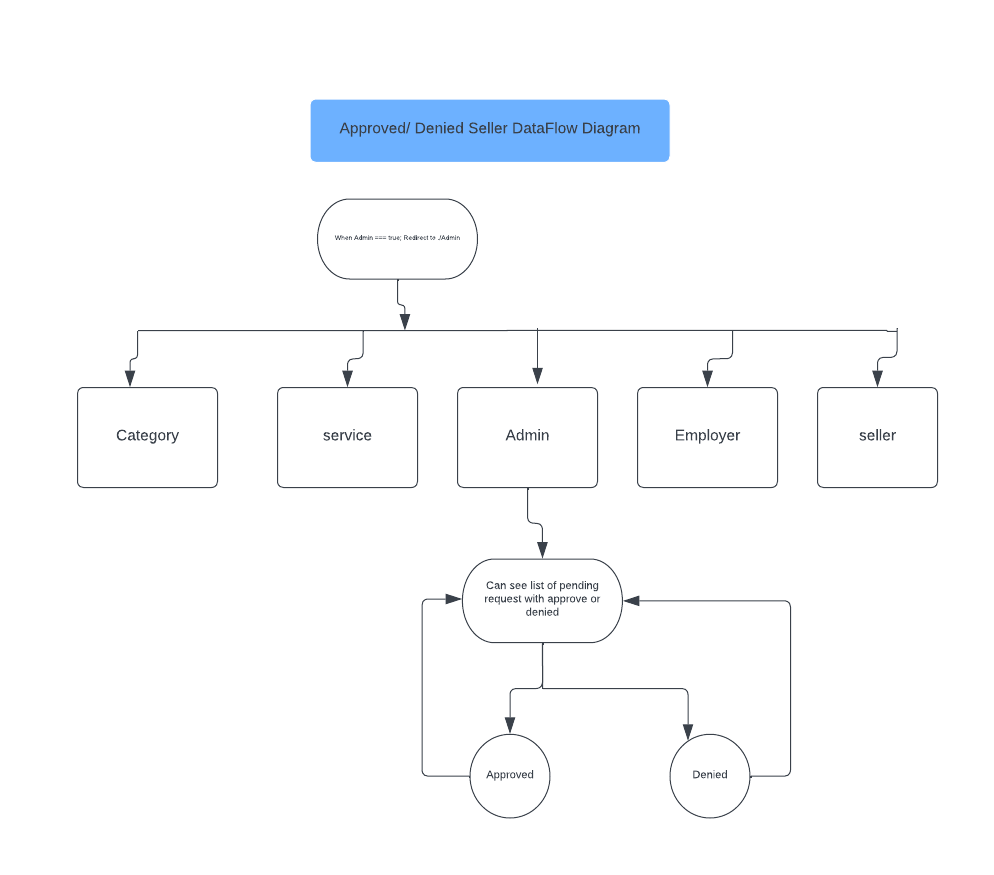 Approved/ Denied Seller DataFlow Diagram
When Admin === true; Redirect to ./Admin
Category
service
Admin
Employer
seller
Can see list of pending
request with approve or
denied
Approved
Denied